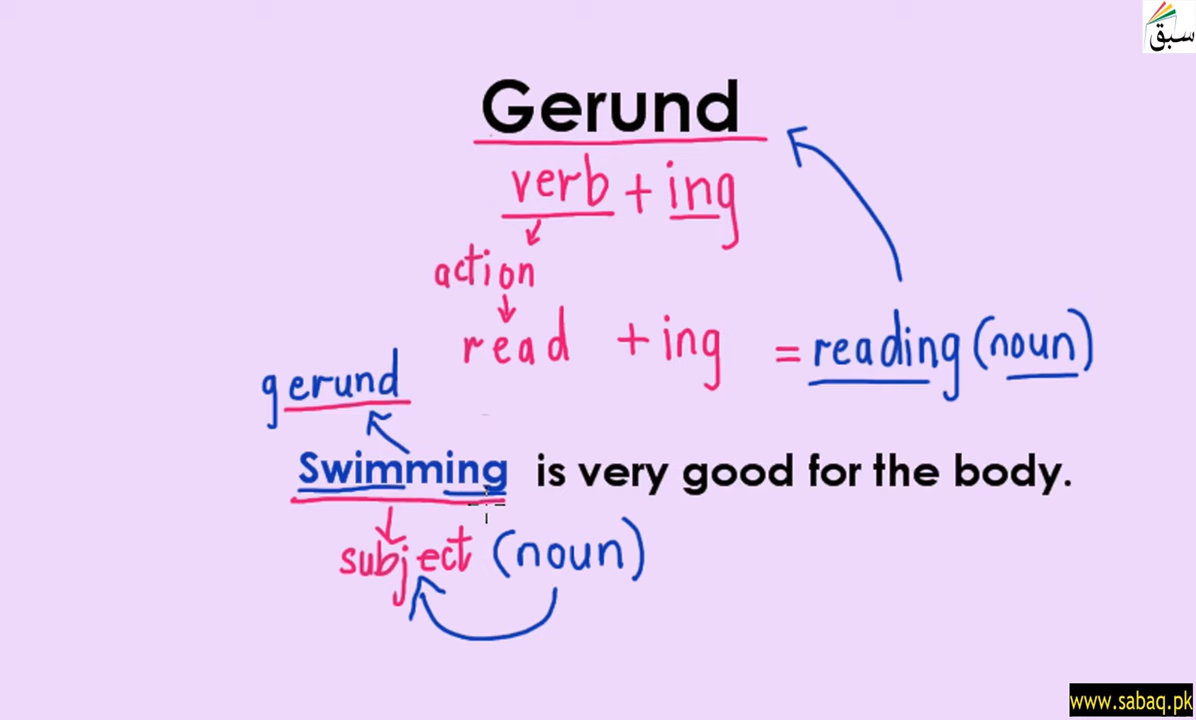 سبق
Gerund
verb + ing
action
read + ing = reading (noun)
gerund
Swimming is very good for the body.
subject (noun)
www.sabaq.pk